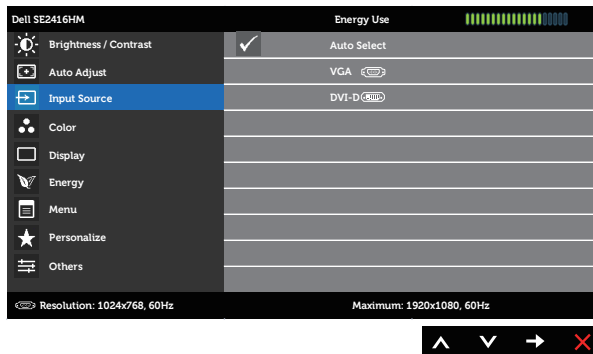 Dell SE2416HM Energy Use
Brightness / Contrast Auto Select
Auto Adjust VGA
Input Source DVI-D
Color
Display
Energy
Menu
Personalize
Others
Resolution: 1024x768, 60Hz Maximum: 1920x1080, 60Hz